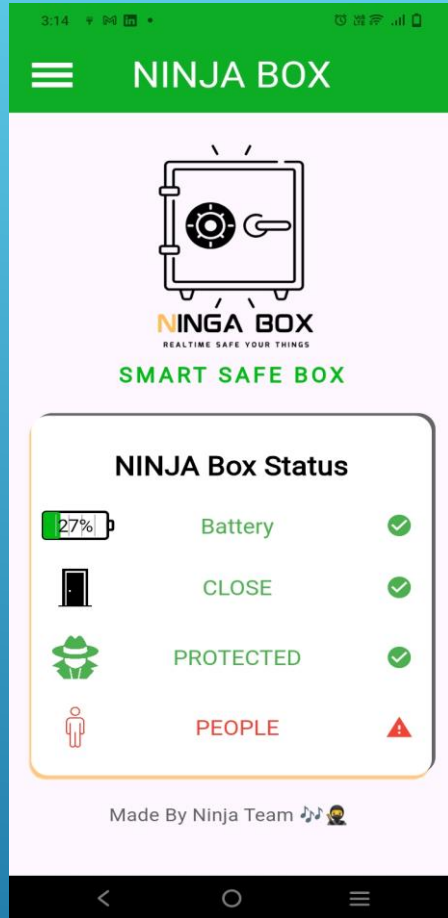 3:14
NINJA BOX
NINGA BOX
REALTIME SAFE YOUR THINGS
SMART SAFE BOX
NINJA Box Status
27% Battery
CLOSE
PROTECTED
PEOPLE
Made By Ninja Team 🎶🥷